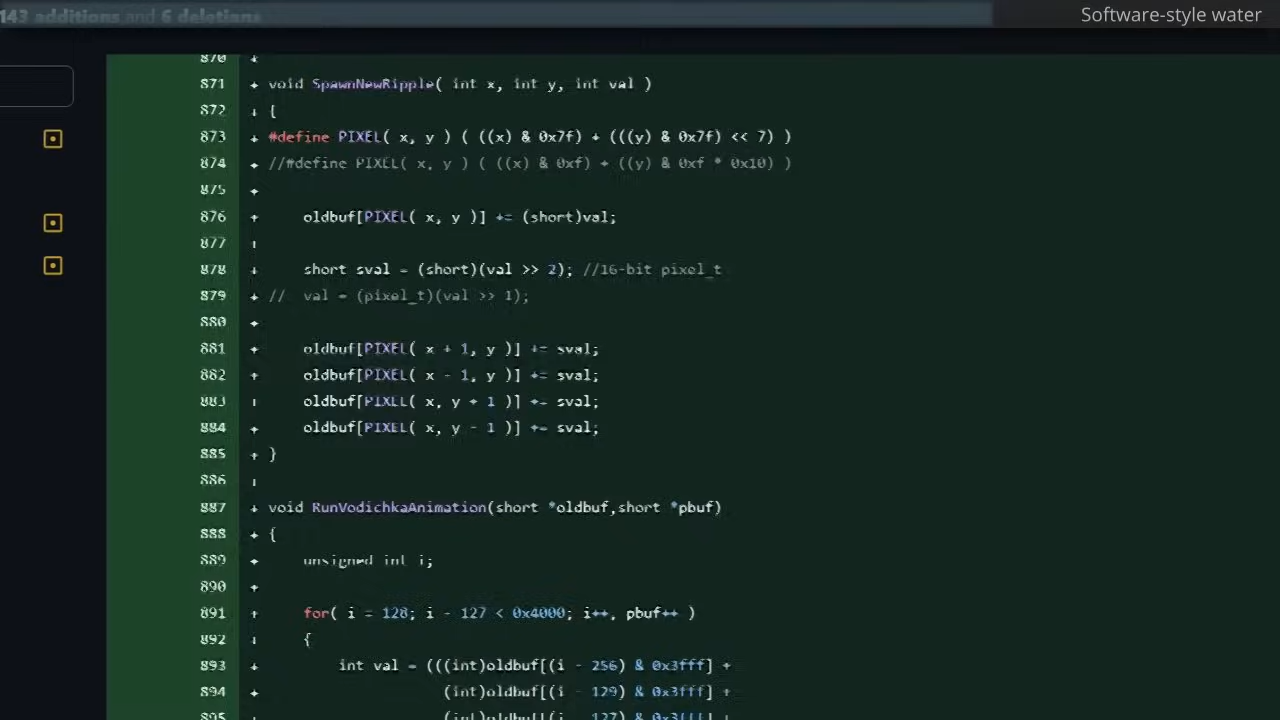 143 additions and 6 deletions
Software-style water
870 +
871 + void SpawnNewRipple( int x, int y, int val )
872 + {
873 + #define PIXEL( x, y ) ( ((x) & 0x7f) + (((y) & 0x7f) << 7) )
874 + //#define PIXEL( x, y ) ( ((x) & 0xf) + ((y) & 0xf * 0x10) )
875 +
876 + oldbuf[PIXEL( x, y )] += (short)val;
877 +
878 + short sval = (short)(val >> 2); //16-bit pixel_t
879 + // val = (pixel_t)(val >> 1);
880 +
881 + oldbuf[PIXEL( x + 1, y )] += sval;
882 + oldbuf[PIXEL( x - 1, y )] += sval;
883 + oldbuf[PIXEL( x, y + 1 )] += sval;
884 + oldbuf[PIXEL( x, y - 1 )] += sval;
885 + }
886 +
887 + void RunVodichkaAnimation(short *oldbuf,short *pbuf)
888 + {
889 + unsigned int i;
890 +
891 + for( i = 128; i - 127 < 0x4000; i++, pbuf++ )
892 + {
893 + int val = (((int)oldbuf[(i - 256) & 0x3fff] +
894 + (int)oldbuf[(i - 129) & 0x3fff] +
895 + (int)oldbuf[(i - 127) & 0x3fff] +